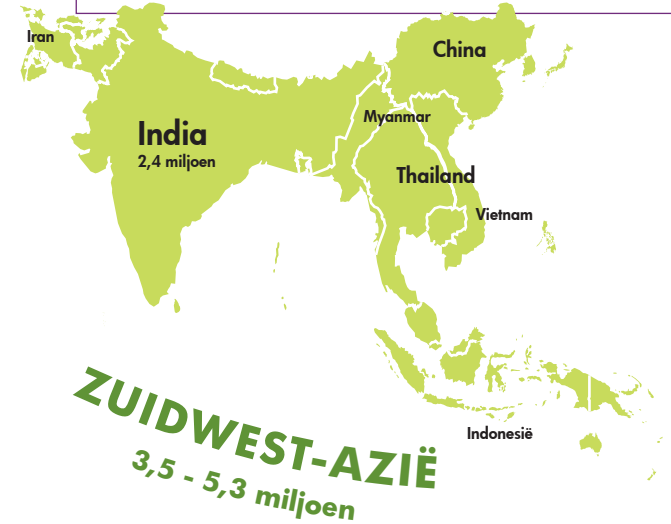 Iran
China
India
2,4 miljoen
Myanmar
Thailand
Vietnam
Indonesië
ZUIDWEST-AZIË
3,5 - 5,3 miljoen